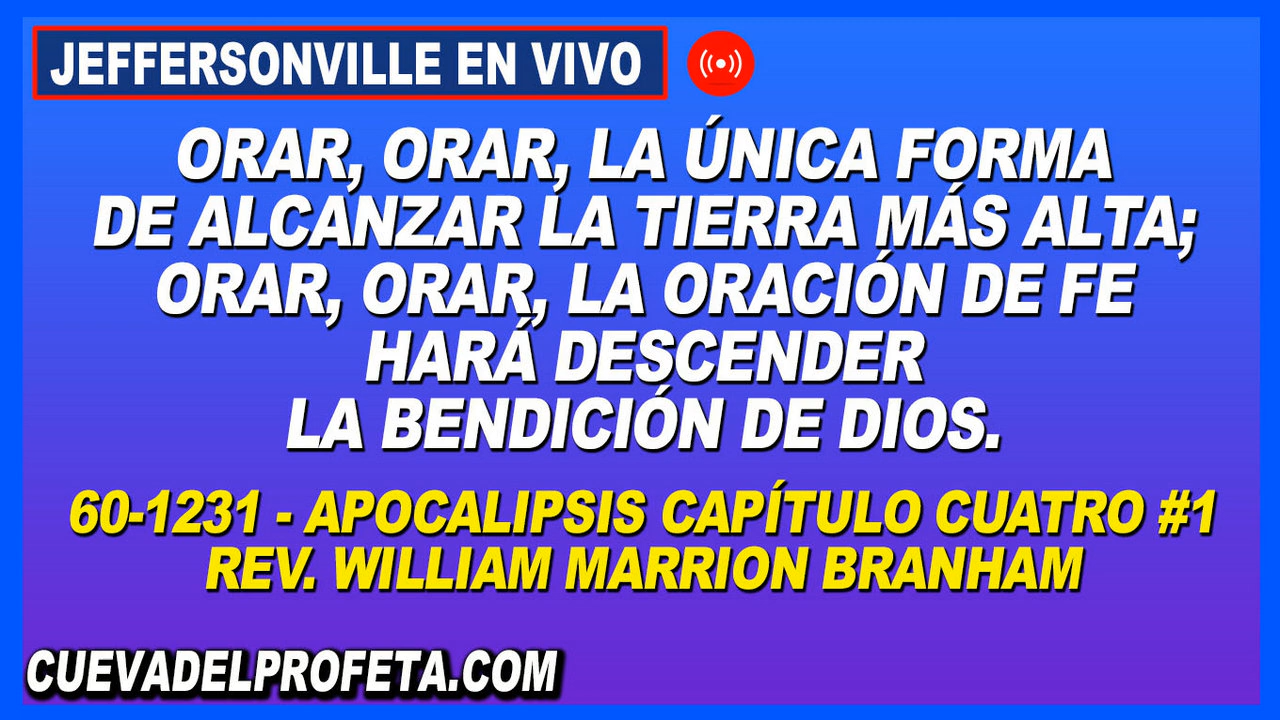 JEFFERSONVILLE EN VIVO
ORAR, ORAR, LA ÚNICA FORMA
DE ALCANZAR LA TIERRA MÁS ALTA;
ORAR, ORAR, LA ORACIÓN DE FE
HARÁ DESCENDER
LA BENDICIÓN DE DIOS.
60-1231 - APOCALIPSIS CAPÍTULO CUATRO #1
REV. WILLIAM MARRION BRANHAM
CUEVADELPROFETA.COM